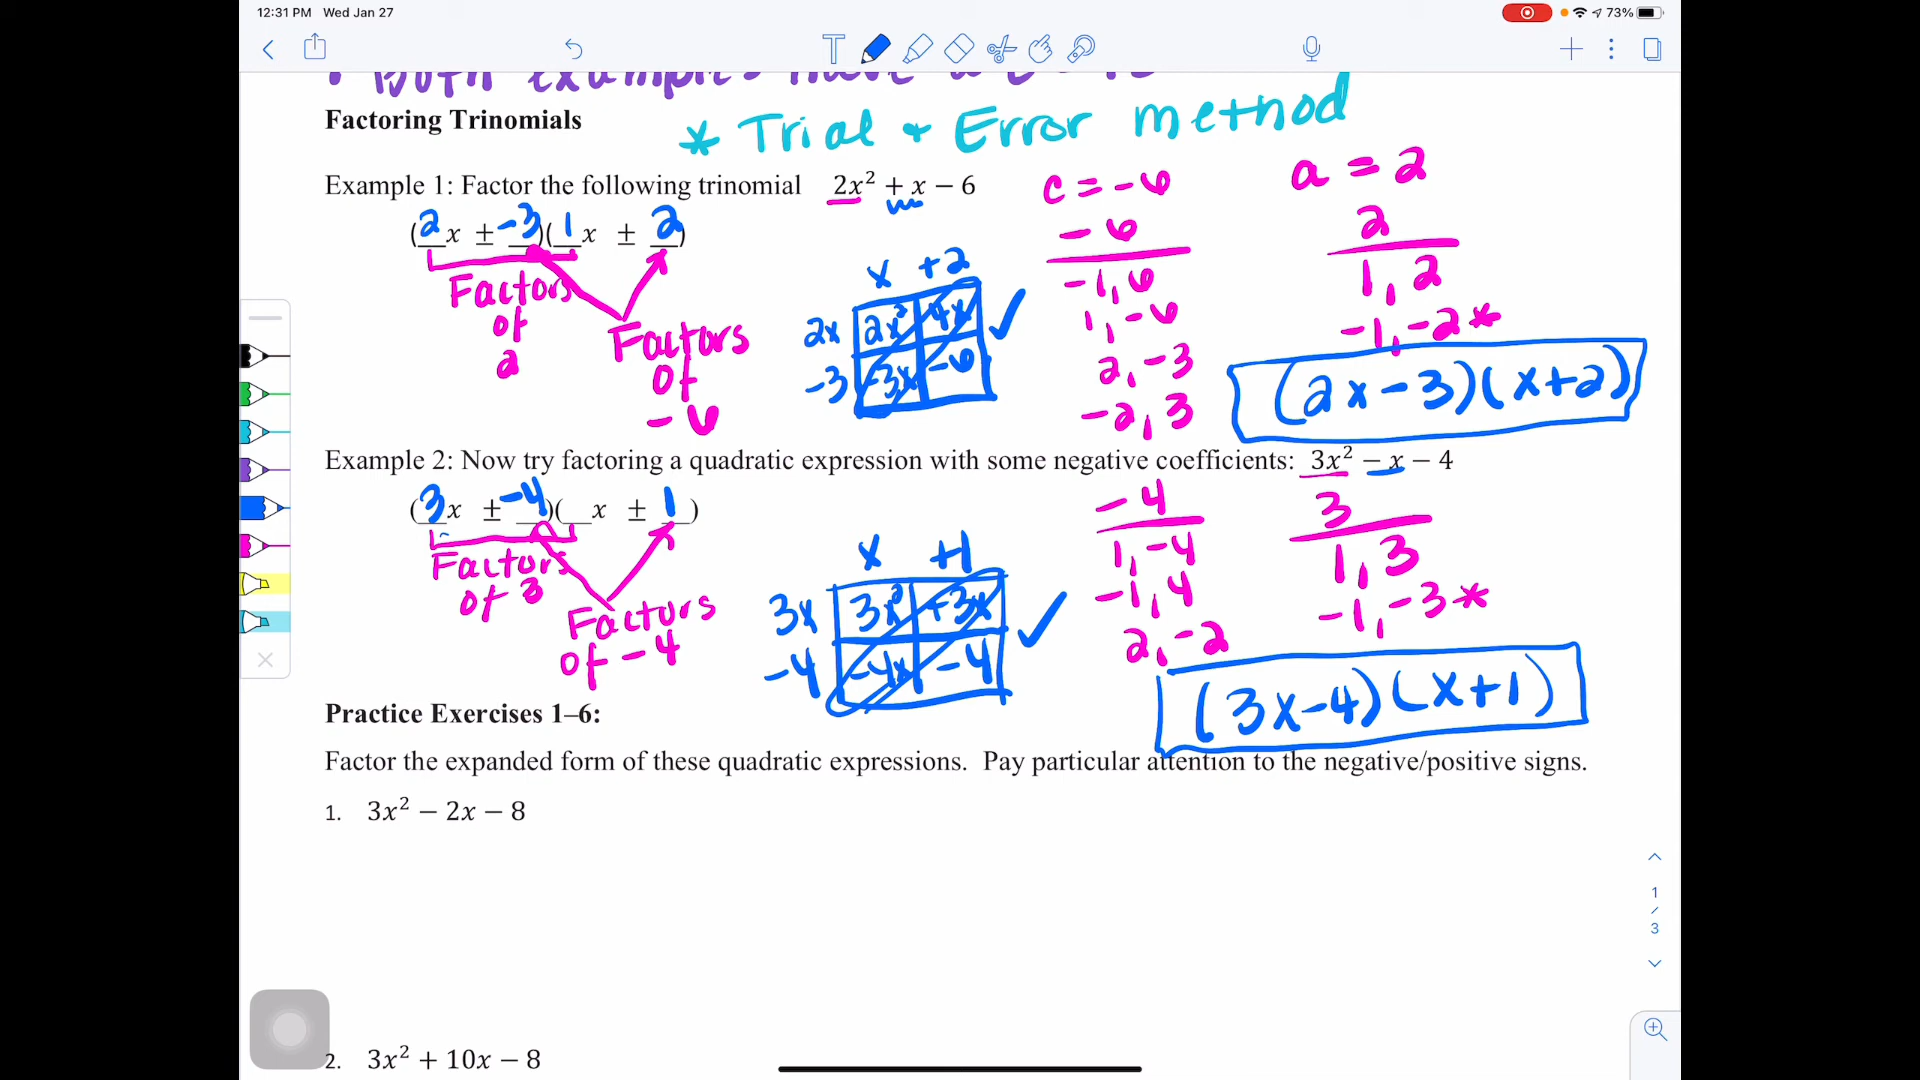 12:31 PM Wed Jan 27
73%
Both examples have a c
Factoring Trinomials
* Trial + Error method
Example 1: Factor the following trinomial 2x² + x − 6
c = -6
a = 2
(2x ± -3)(1x ± 2)
-6
2
-1, 6
1, 2
1, -6
-1, -2*
2, -3
-2, 3
Factors
of
2
Factors
of
-6
x +2
2x 2x² 4x ✓
-3 -3x -6
(2x-3)(x+2)
Example 2: Now try factoring a quadratic expression with some negative coefficients: 3x² − x − 4
(3x ± -4)(_x ± 1)
-4
3
1, -4
1, 3
-1, 4
-1, -3*
2, -2
Factors
of 3
Factors
of -4
x +1
3x 3x² +3x ✓
-4 -4x -4
(3x-4)(x+1)
Practice Exercises 1–6:
Factor the expanded form of these quadratic expressions. Pay particular attention to the negative/positive signs.
1. 3x² − 2x − 8
1
/
3
2. 3x² + 10x − 8